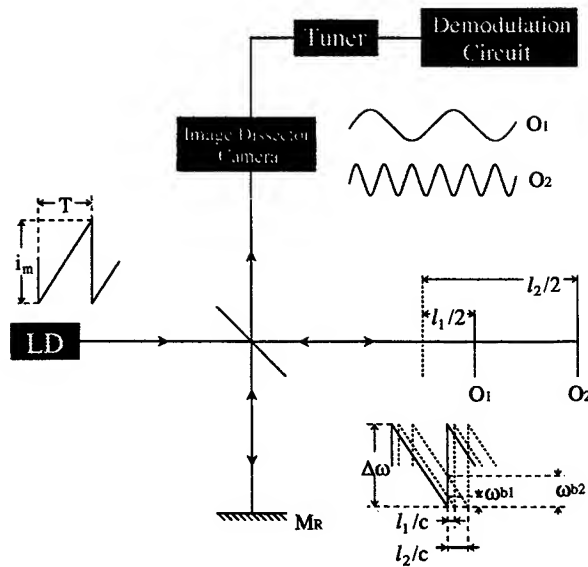 Tuner
Demodulation
Circuit
Image Dissector
Camera
O1
O2
T
im
LD
l2/2
l1/2
O1
O2
Δω
ωb1
ωb2
l1/c
l2/c
MR